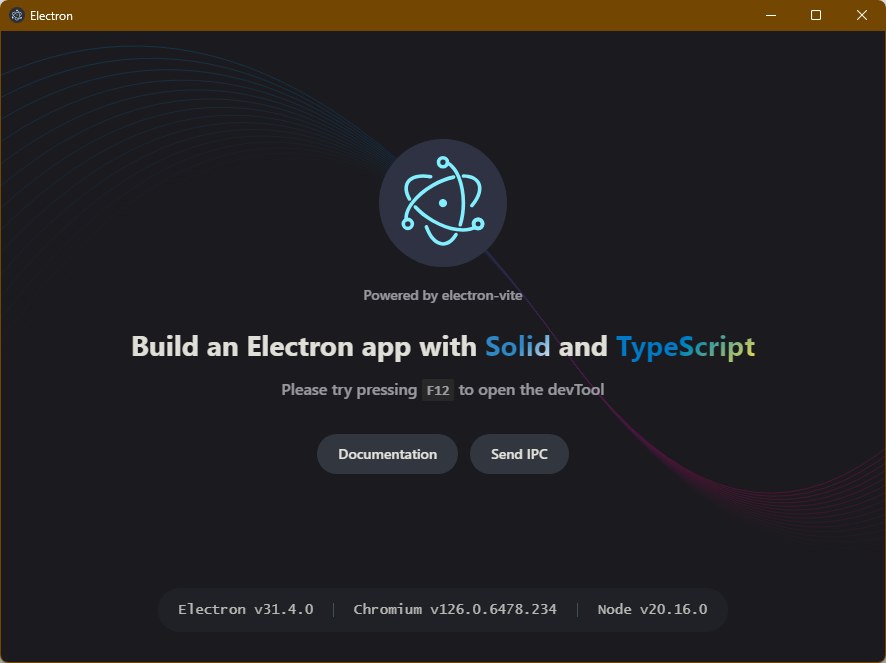 Electron
Powered by electron-vite
Build an Electron app with Solid and TypeScript
Please try pressing F12 to open the devTool
Documentation Send IPC
Electron v31.4.0 | Chromium v126.0.6478.234 | Node v20.16.0